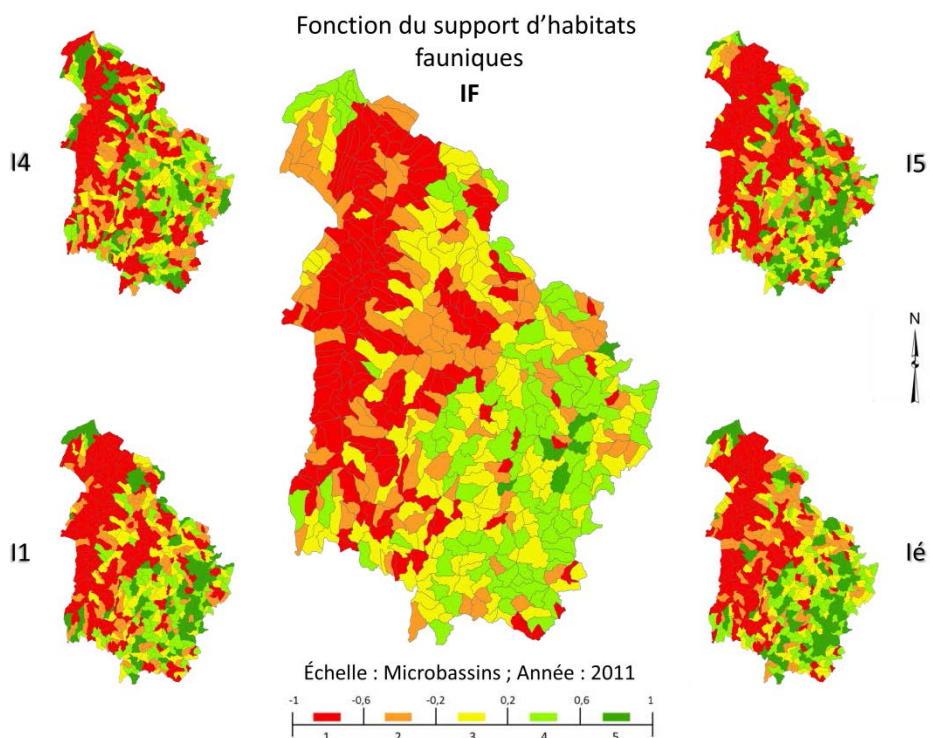 Fonction du support d’habitats
fauniques
IF
I4
I5
N
I1
Ié
Échelle : Microbassins ; Année : 2011
-1 -0,6 -0,2 0,2 0,6 1
1 2 3 4 5